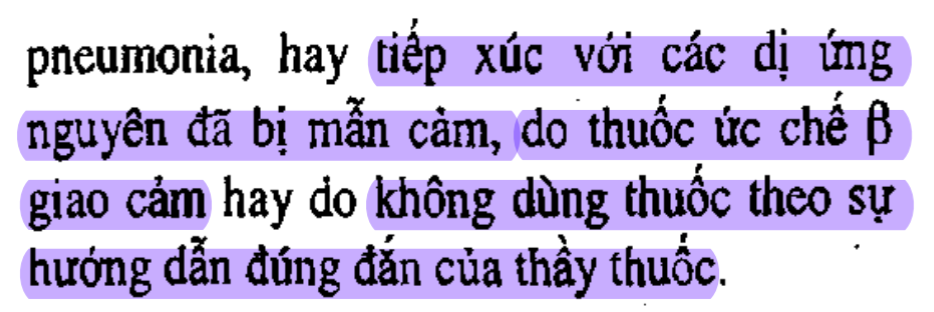 pneumonia, hay tiếp xúc với các dị ứng
nguyên đã bị mẫn cảm, do thuốc ức chế β
giao cảm hay do không dùng thuốc theo sự
hướng dẫn đúng đắn của thầy thuốc.